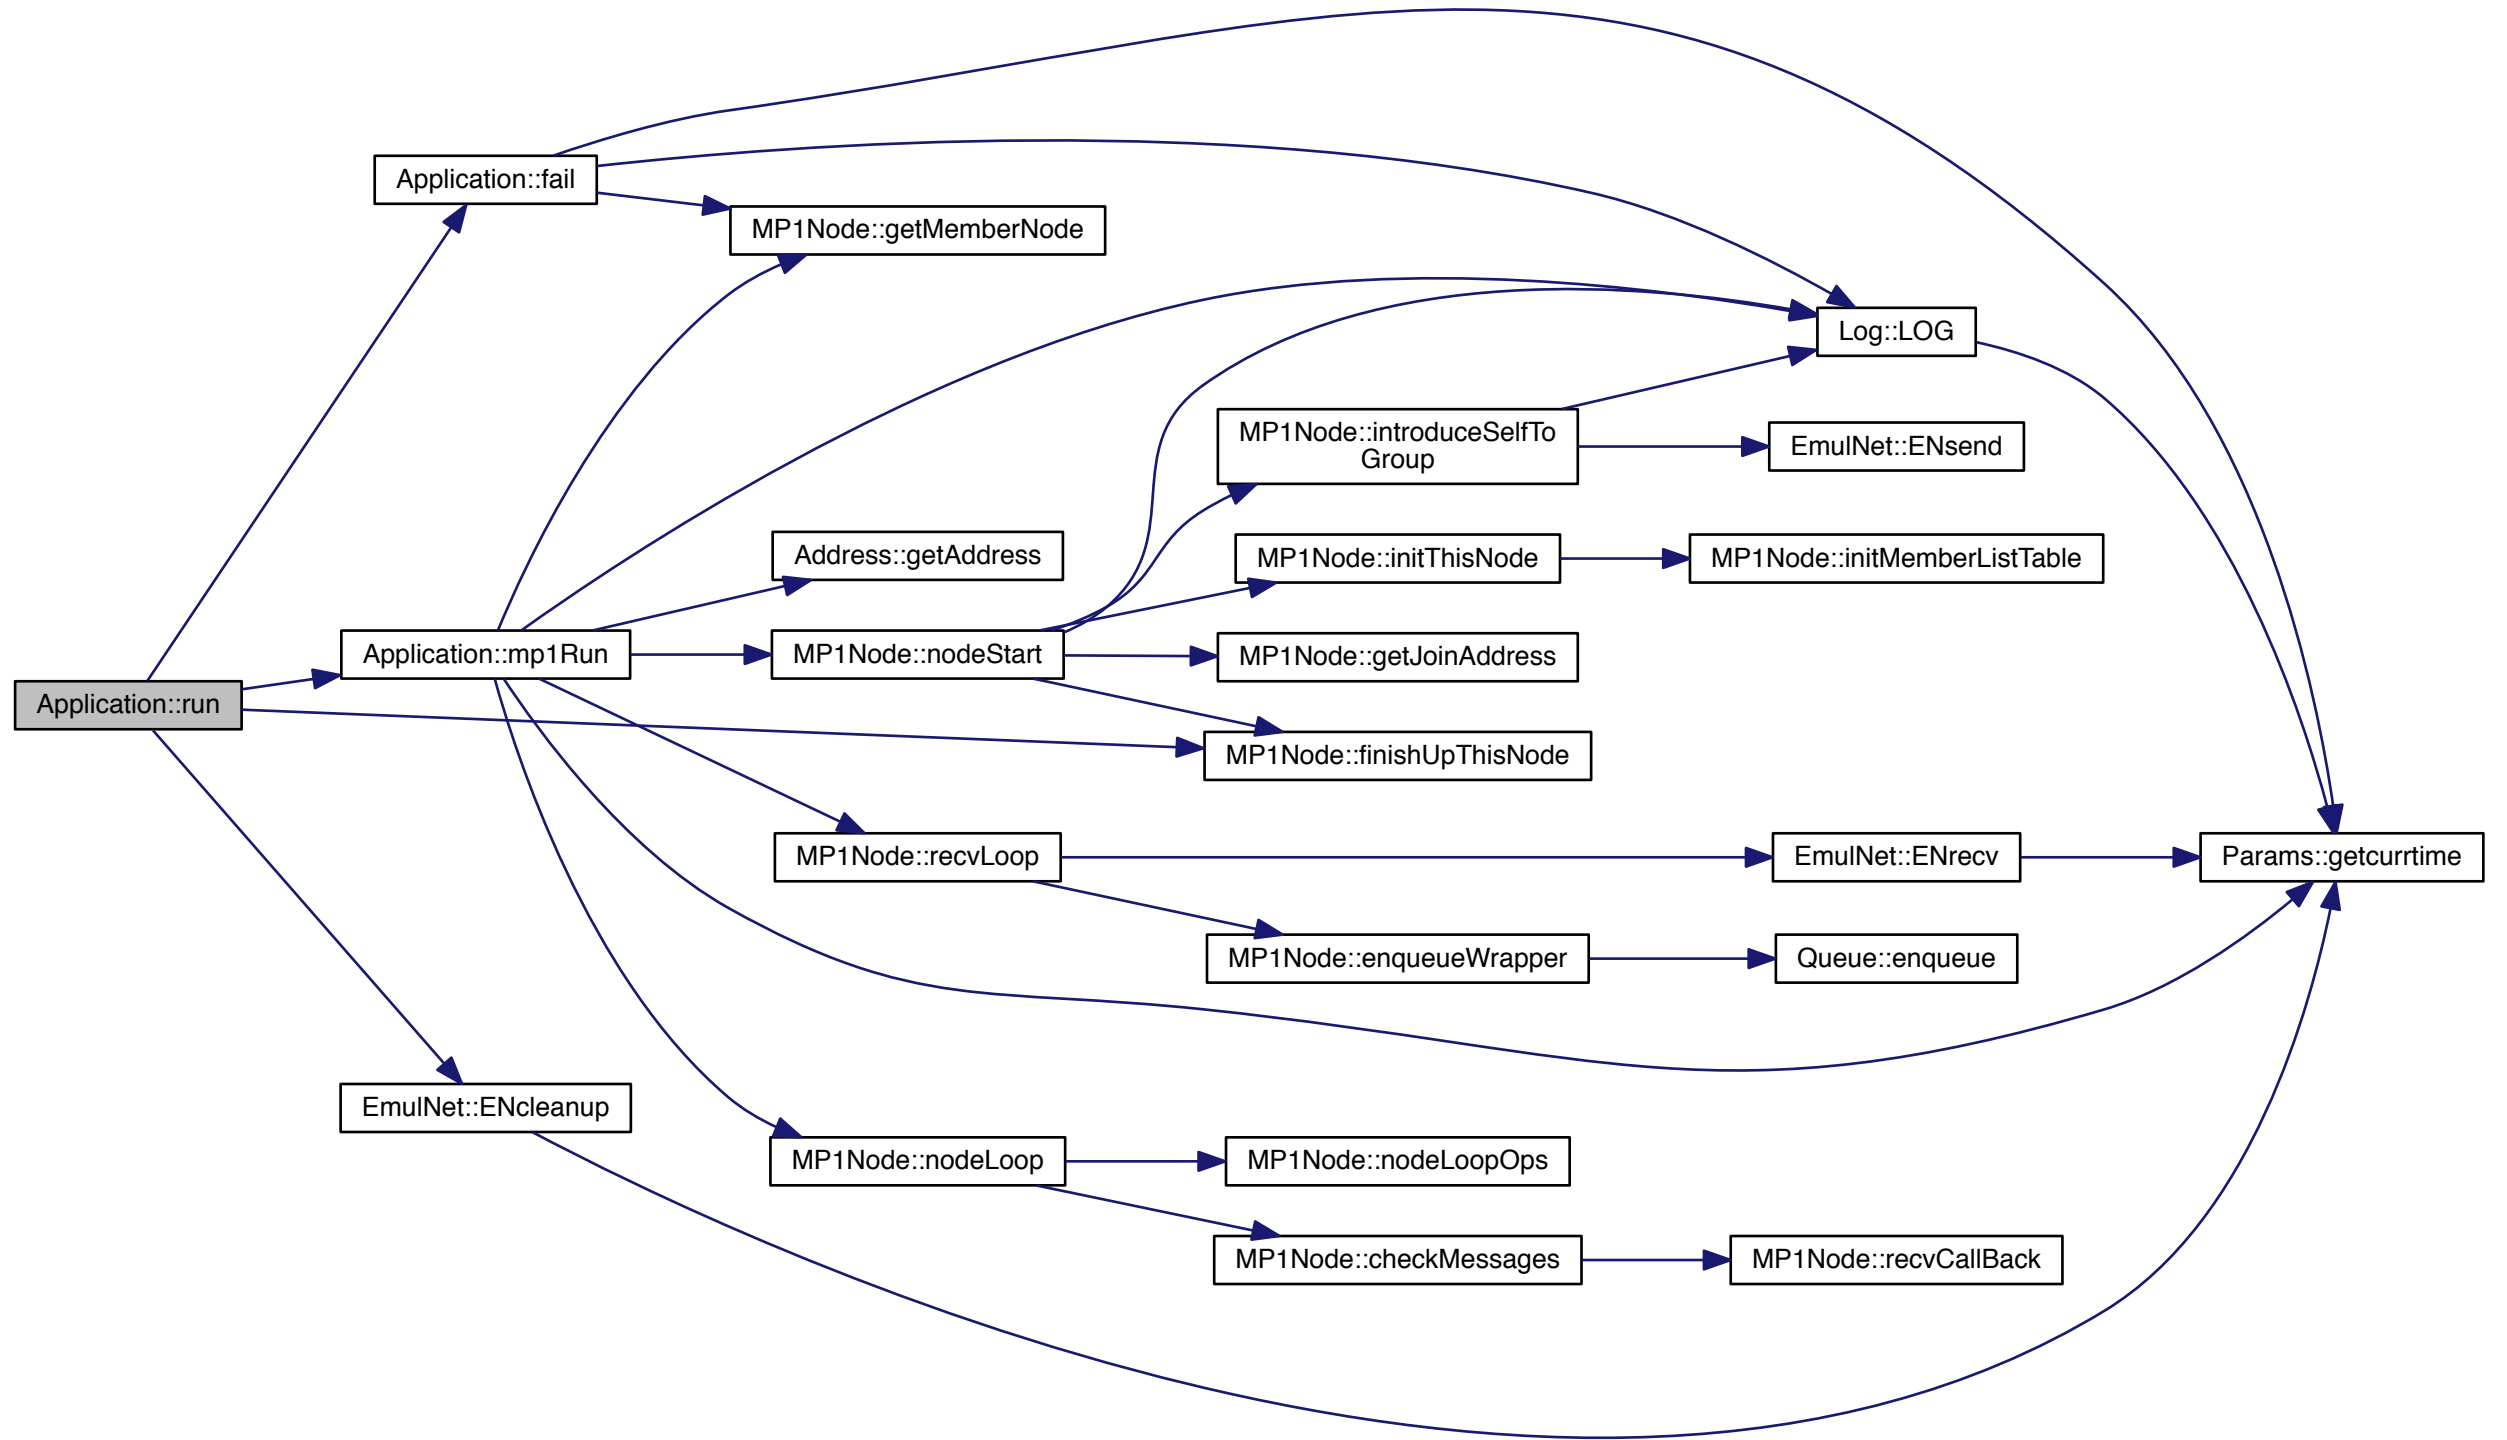 Application::fail
MP1Node::getMemberNode
Log::LOG
MP1Node::introduceSelfTo
Group
EmulNet::ENsend
Address::getAddress
MP1Node::initThisNode
MP1Node::initMemberListTable
Application::mp1Run
MP1Node::nodeStart
MP1Node::getJoinAddress
Application::run
MP1Node::finishUpThisNode
MP1Node::recvLoop
EmulNet::ENrecv
Params::getcurrtime
MP1Node::enqueueWrapper
Queue::enqueue
EmulNet::ENcleanup
MP1Node::nodeLoop
MP1Node::nodeLoopOps
MP1Node::checkMessages
MP1Node::recvCallBack